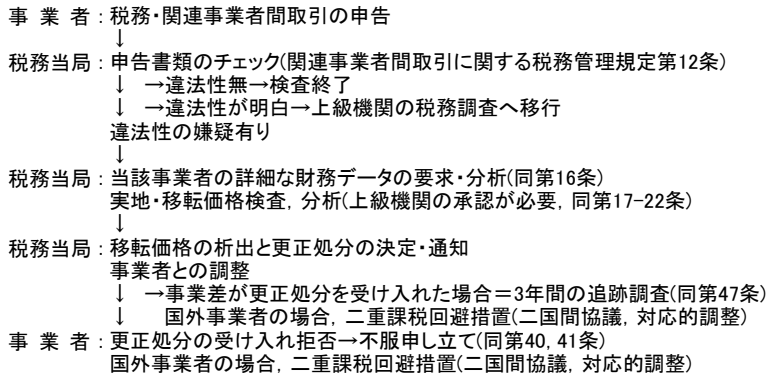 事 業 者：税務・関連事業者間取引の申告
↓
税務当局：申告書類のチェック(関連事業者間取引に関する税務管理規定第12条)
↓ →違法性無→検査終了
↓ →違法性が明白→上級機関の税務調査へ移行
違法性の嫌疑有り
↓
税務当局：当該事業者の詳細な財務データの要求・分析(同第16条)
実地・移転価格検査，分析(上級機関の承認が必要，同第17-22条)
↓
税務当局：移転価格の析出と更正処分の決定・通知
事業者との調整
↓ →事業差が更正処分を受け入れた場合＝3年間の追跡調査(同第47条)
↓ 国外事業者の場合，二重課税回避措置(二国間協議，対応的調整)
事 業 者：更正処分の受け入れ拒否→不服申し立て(同第40，41条)
国外事業者の場合，二重課税回避措置(二国間協議，対応的調整)